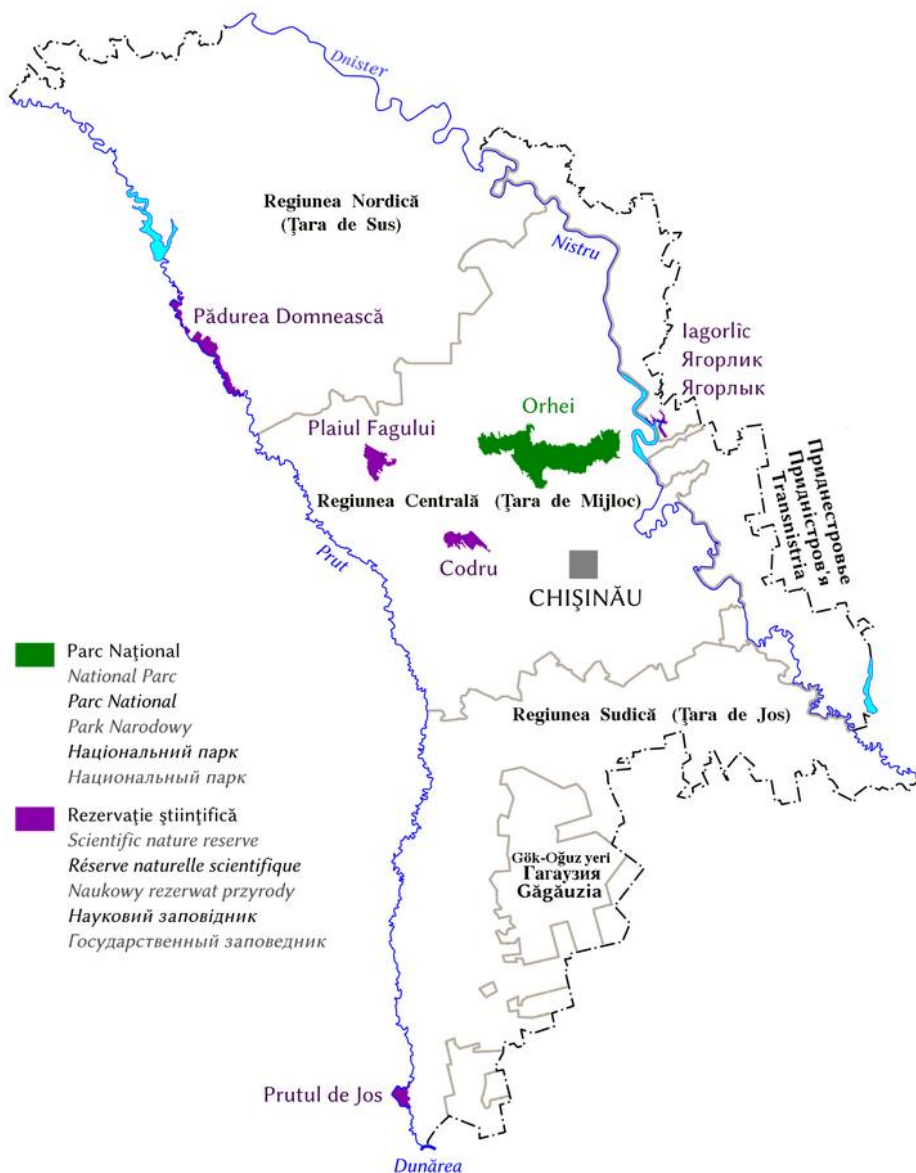 Dnister
Regiunea Nordică
(Ţara de Sus)
Nistru
Pădurea Domnească
Iagorlîc
Ягорлик
Ягорлык
Orhei
Plaiul Fagului
Regiunea Centrală (Ţara de Mijloc)
Приднестровье
Придністров'я
Transnistria
Prut
Codru
CHIŞINĂU
Parc Naţional
National Parc
Parc National
Park Narodowy
Національний парк
Национальный парк
Regiunea Sudică (Ţara de Jos)
Rezervaţie ştiinţifică
Scientific nature reserve
Réserve naturelle scientifique
Naukowy rezerwat przyrody
Науковий заповідник
Государственный заповедник
Gök-Oğuz yeri
Гагаузия
Găgăuzia
Prutul de Jos
Dunărea